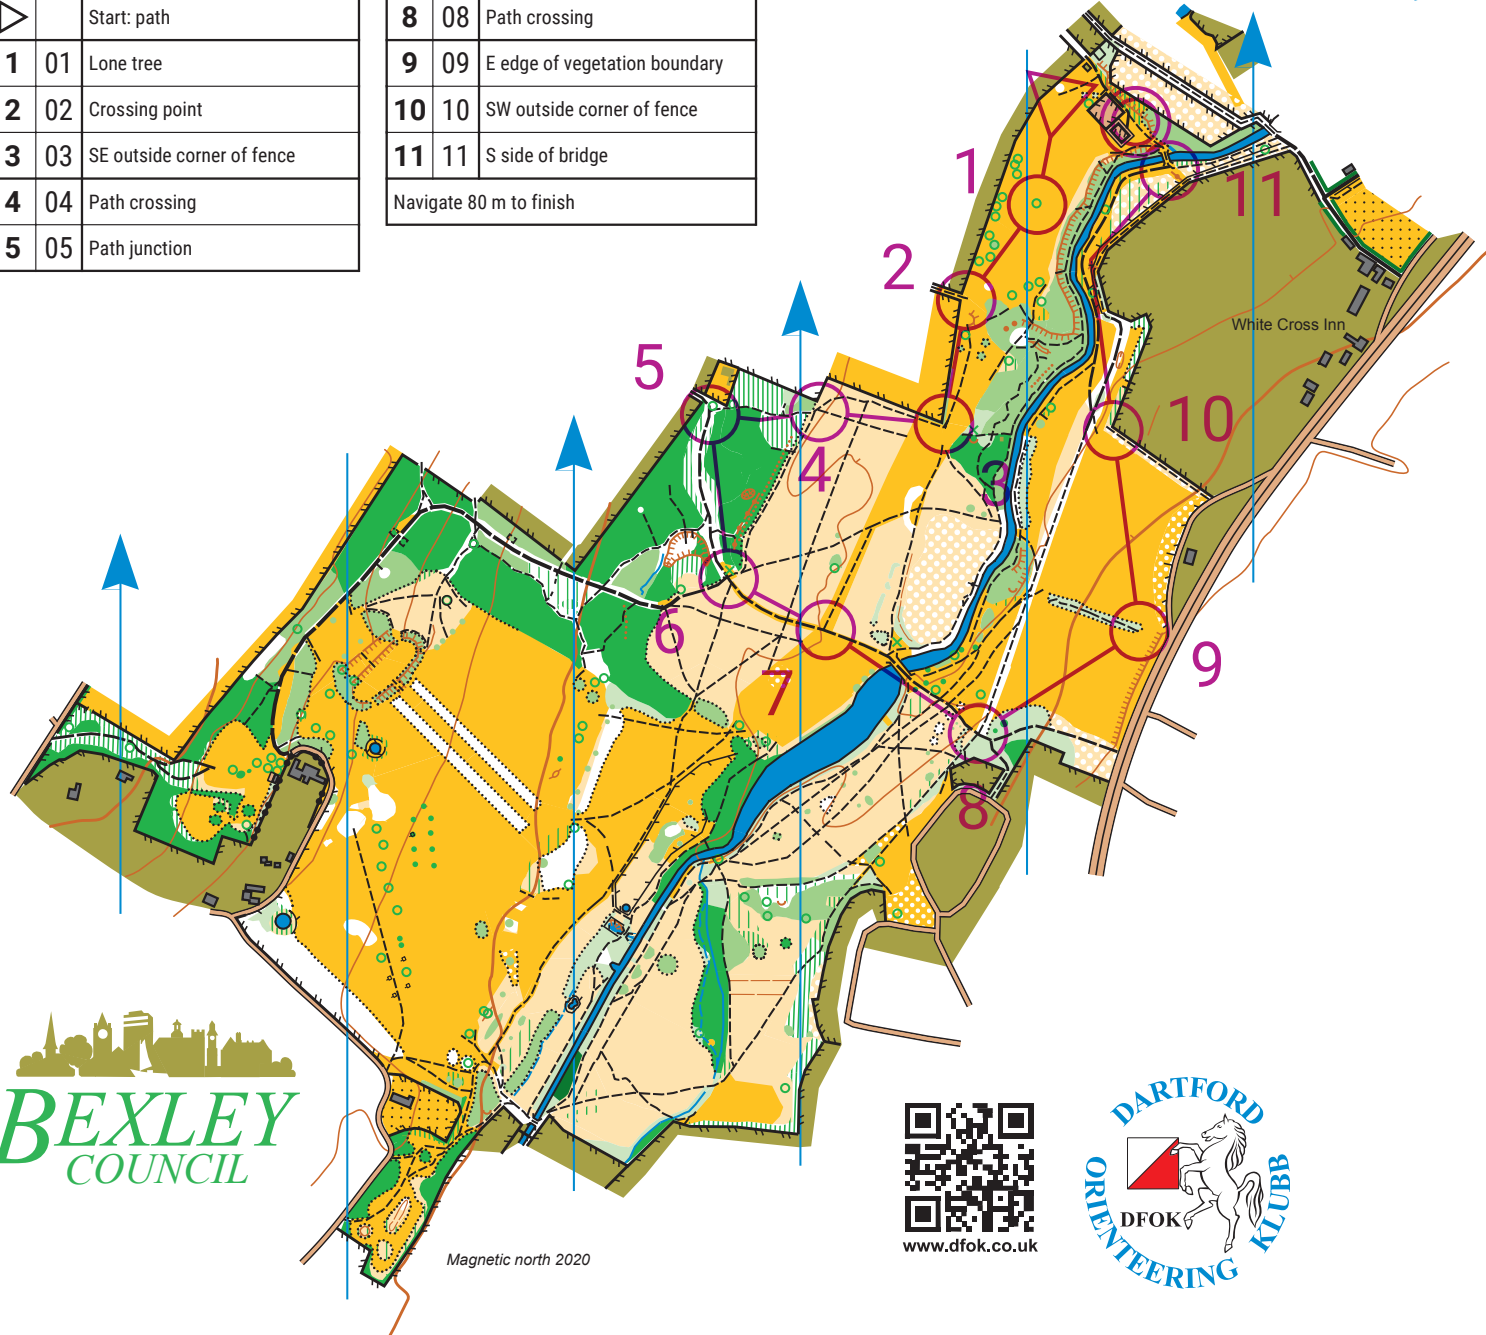 Start: path
1 01 Lone tree
2 02 Crossing point
3 03 SE outside corner of fence
4 04 Path crossing
5 05 Path junction
8 08 Path crossing
9 09 E edge of vegetation boundary
10 10 SW outside corner of fence
11 11 S side of bridge
Navigate 80 m to finish
1
11
2
White Cross Inn
5
10
4
3
6
9
7
8
BEXLEY
COUNCIL
Magnetic north 2020
www.dfok.co.uk
DARTFORD
ORIENTEERING
KLUBB
DFOK